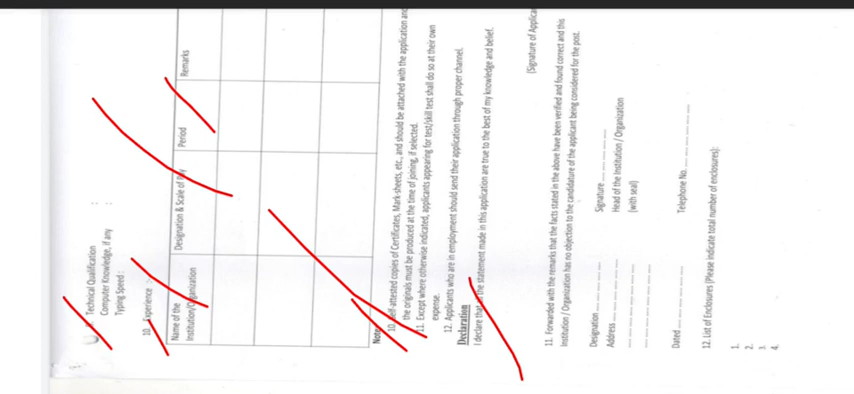 Technical Qualification :
Computer Knowledge, if any :
Typing Speed :
10. Experience :
Name of the Institution/Organization
Designation & Scale of
Period
Remarks
Note
10. Self-attested copies of Certificates, Mark-sheets, etc., and should be attached with the application and
the originals must be produced at the time of joining, if selected.
11. Except where otherwise indicated, applicants appearing for test/skill test shall do so at their own
expense.
12. Applicants who are in employment should send their application through proper channel.
Declaration
I declare that the statement made in this application are true to the best of my knowledge and belief.
(Signature of Applica
11. Forwarded with the remarks that the facts stated in the above have been verified and found correct and this
Institution / Organization has no objection to the candidature of the applicant being considered for the post.
Designation Signature
Address Head of the Institution / Organization
(with seal)
Dated Telephone No.
12. List of Enclosures (Please indicate total number of enclosures):
1.
2.
3.
4.